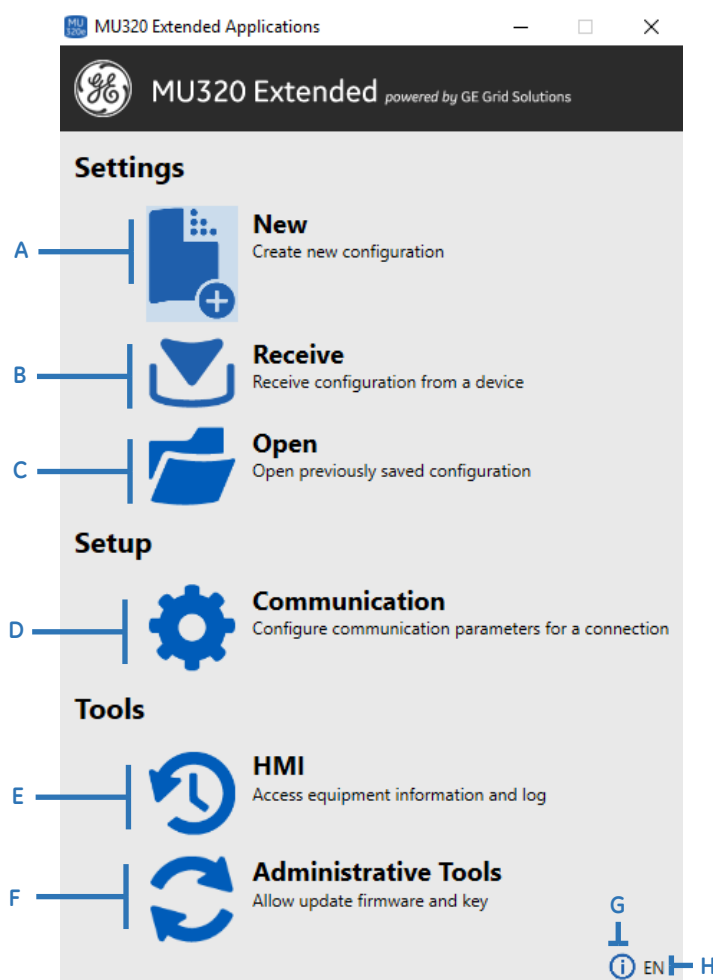 MU 320e MU320 Extended Applications
GE MU320 Extended powered by GE Grid Solutions
Settings
A
New
Create new configuration
B
Receive
Receive configuration from a device
C
Open
Open previously saved configuration
Setup
D
Communication
Configure communication parameters for a connection
Tools
E
HMI
Access equipment information and log
F
Administrative Tools
Allow update firmware and key
G
i EN H